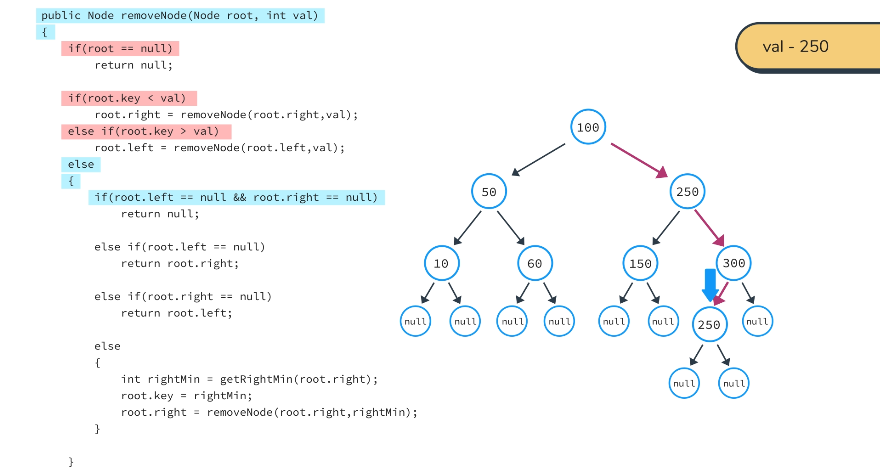 public Node removeNode(Node root, int val)
{
if(root == null)
return null;
if(root.key < val)
root.right = removeNode(root.right,val);
else if(root.key > val)
root.left = removeNode(root.left,val);
else
{
if(root.left == null && root.right == null)
return null;
else if(root.left == null)
return root.right;
else if(root.right == null)
return root.left;
else
{
int rightMin = getRightMin(root.right);
root.key = rightMin;
root.right = removeNode(root.right,rightMin);
}
}
val - 250
100
50 250
10 60 150 300
null null null null null null 250 null
null null